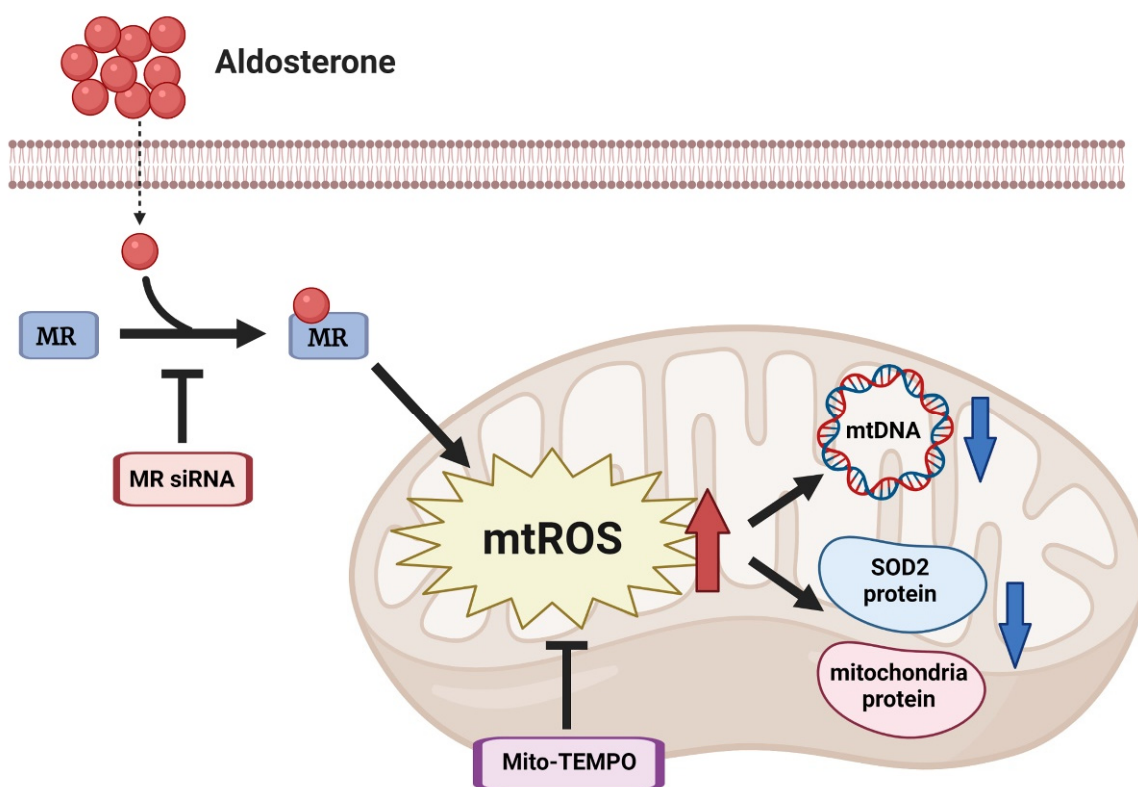 Aldosterone
MR
MR
MR siRNA
mtROS
mtDNA
SOD2
protein
mitochondria
protein
Mito-TEMPO